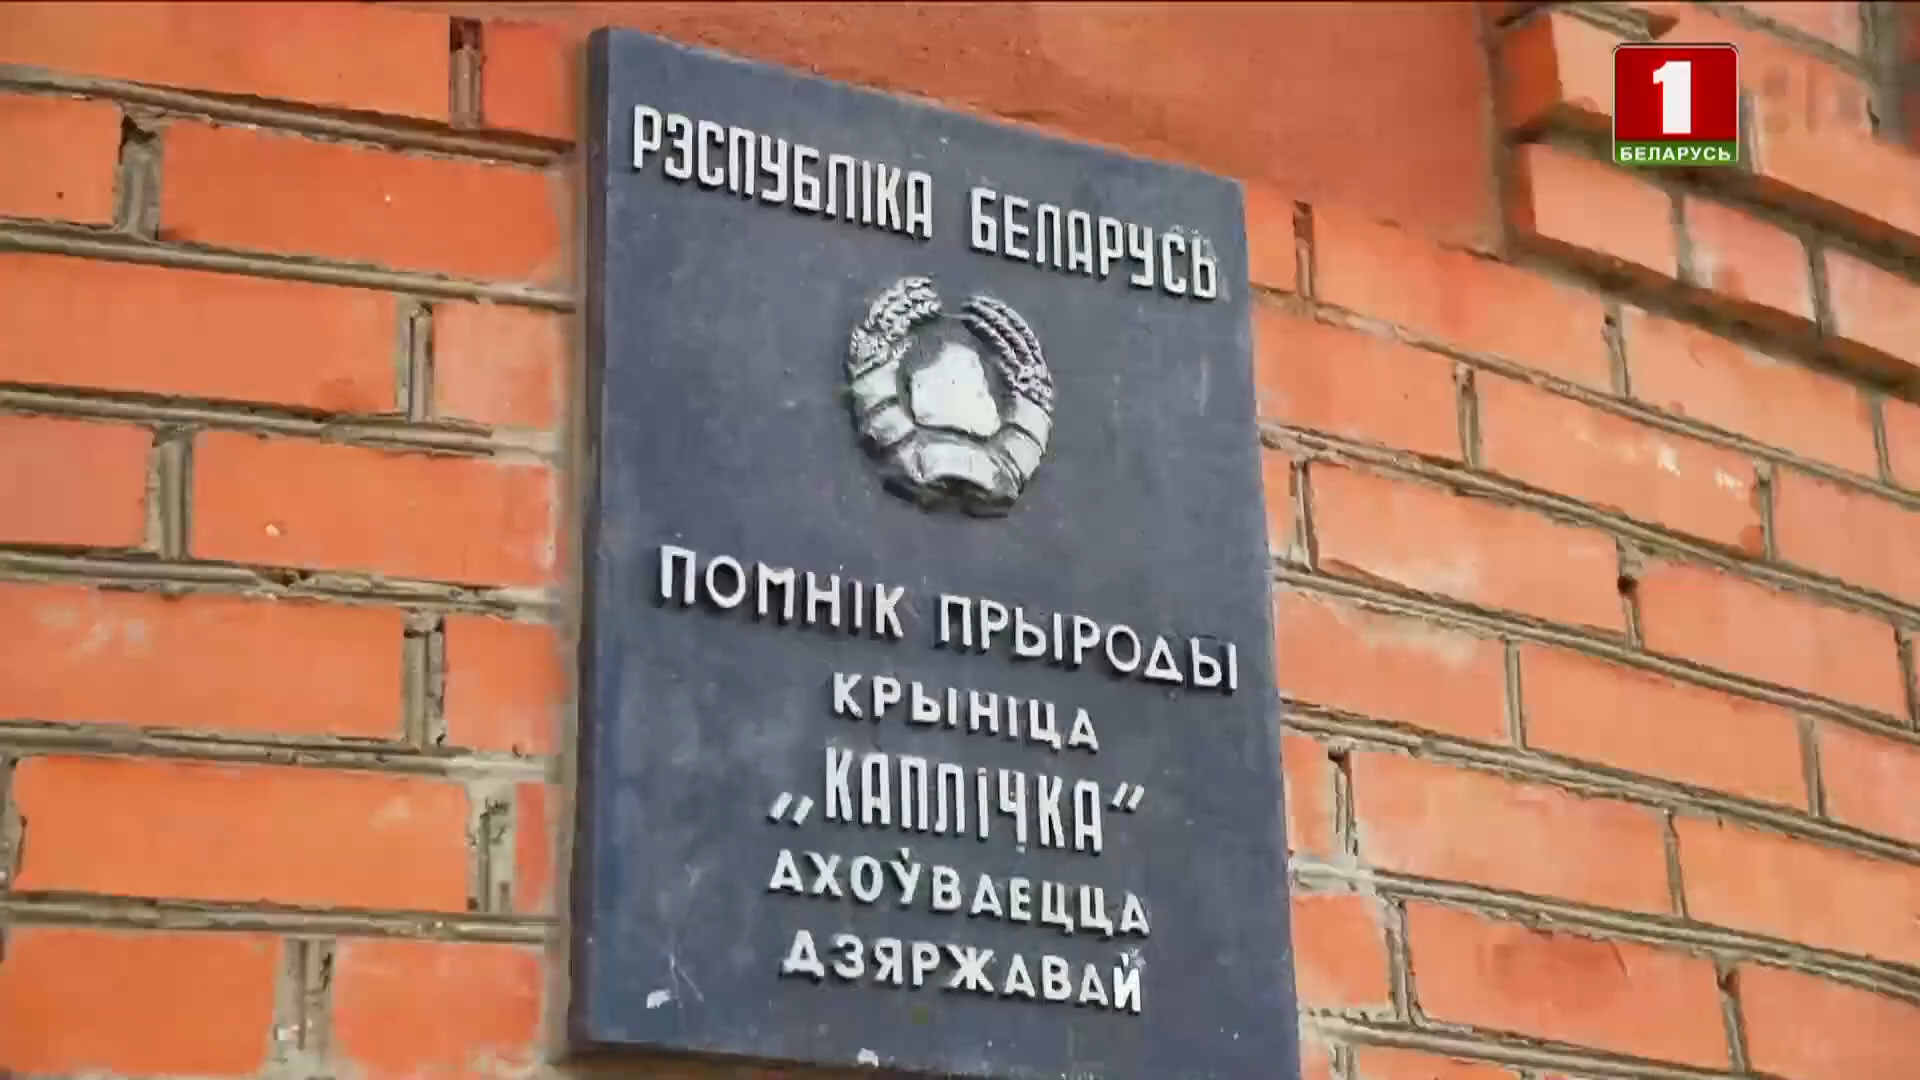 1
БЕЛАРУСЬ
РЭСПУБЛІКА БЕЛАРУСЬ
ПОМНІК ПРЫРОДЫ
КРЫНІЦА
„КАПЛІЧКА“
АХОЎВАЕЦЦА
ДЗЯРЖАВАЙ